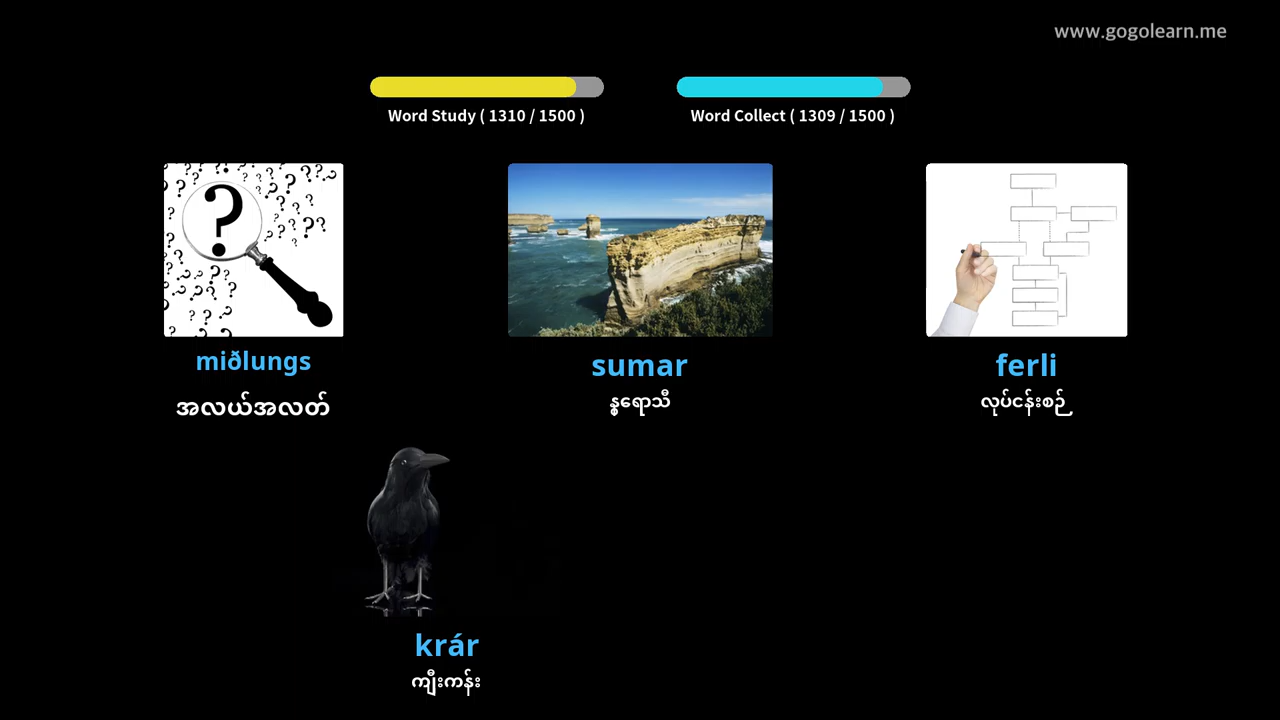 www.gogolearn.me
Word Study ( 1310 / 1500 )
Word Collect ( 1309 / 1500 )
miðlungs
အလယ်အလတ်
sumar
နွေရာသီ
ferli
လုပ်ငန်းစဉ်
krár
ကျီးကန်း